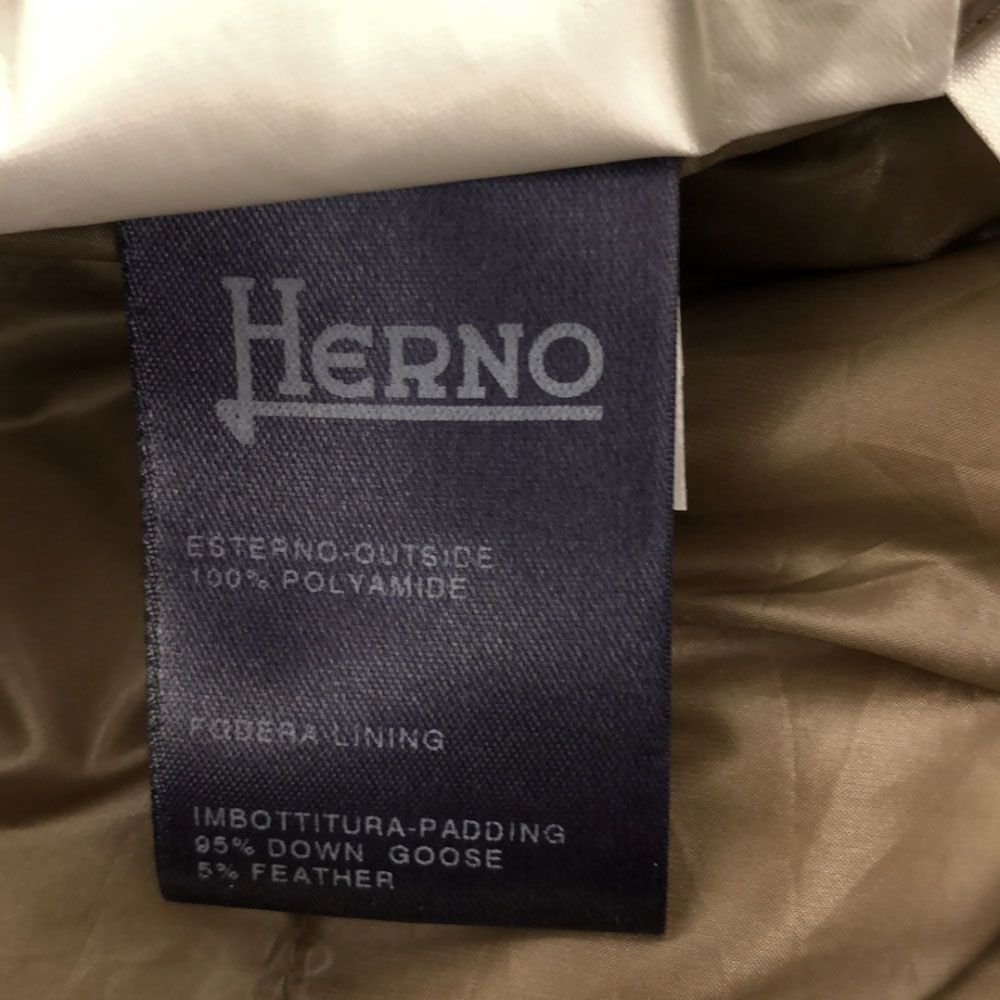 HERNO
ESTERNO-OUTSIDE
100% POLYAMIDE
FODERA-LINING
IMBOTTITURA-PADDING
95% DOWN GOOSE
5% FEATHER